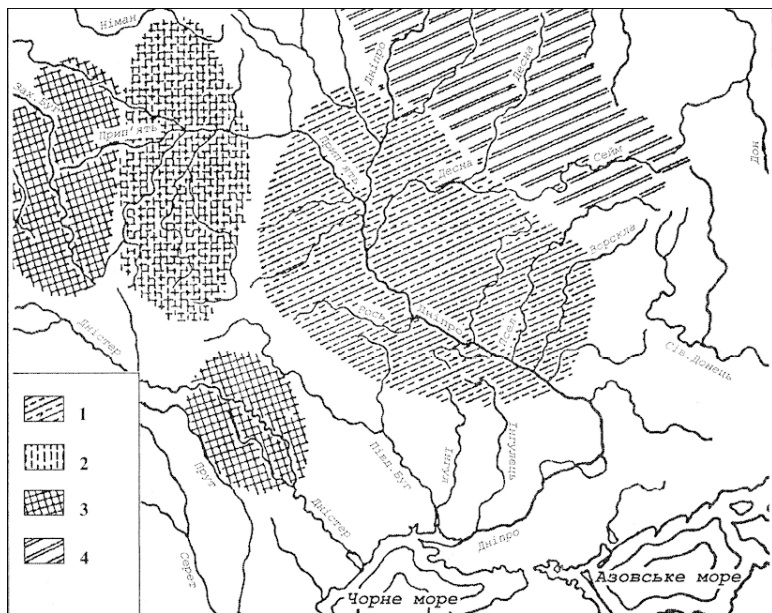 Німан
Дніпро
Десна
Зах.Буг
Прип'ять
Прип'ять
Десна
Сейм
Дон
Ворскла
Рось
Дніпро
Псел
Дністер
Сів.Донець
1
2
3
4
Прут
Серет
Дністер
Півд.Буг
Інгул
Інгулець
Дніпро
Чорне море
Азовське море